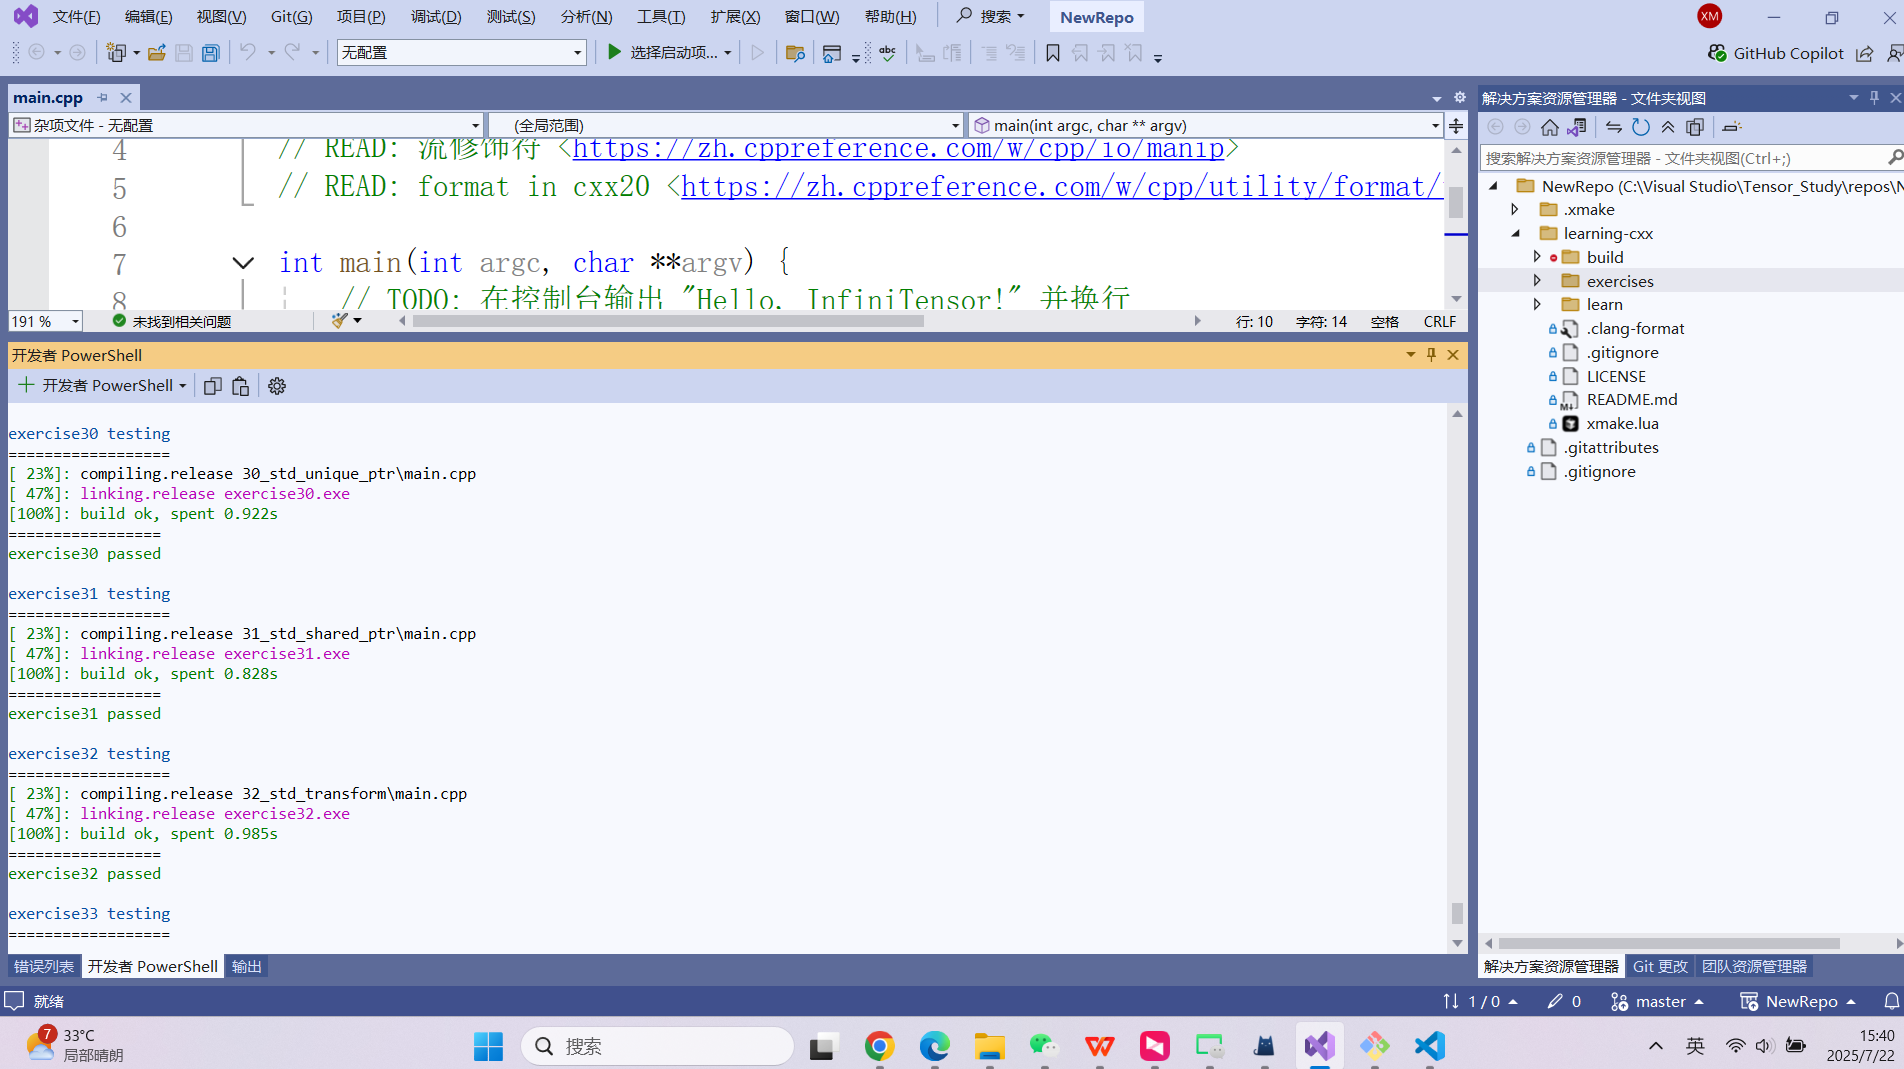 文件(F) 编辑(E) 视图(V) Git(G) 项目(P) 调试(D) 测试(S) 分析(N) 工具(T) 扩展(X) 窗口(W) 帮助(H) 搜索 NewRepo XM
无配置 选择启动项... abc GitHub Copilot
main.cpp
杂项文件 - 无配置 (全局范围) main(int argc, char ** argv)
4 // READ: 流修饰符 <https://zh.cppreference.com/w/cpp/io/manip>
5 // READ: format in cxx20 <https://zh.cppreference.com/w/cpp/utility/format/
6
7 int main(int argc, char **argv) {
8 // TODO: 在控制台输出 "Hello, InfiniTensor!" 并换行
191 % 未找到相关问题 行: 10 字符: 14 空格 CRLF
开发者 PowerShell
开发者 PowerShell
exercise30 testing
==================
[ 23%]: compiling.release 30_std_unique_ptr\main.cpp
[ 47%]: linking.release exercise30.exe
[100%]: build ok, spent 0.922s
=================
exercise30 passed
exercise31 testing
==================
[ 23%]: compiling.release 31_std_shared_ptr\main.cpp
[ 47%]: linking.release exercise31.exe
[100%]: build ok, spent 0.828s
=================
exercise31 passed
exercise32 testing
==================
[ 23%]: compiling.release 32_std_transform\main.cpp
[ 47%]: linking.release exercise32.exe
[100%]: build ok, spent 0.985s
=================
exercise32 passed
exercise33 testing
==================
错误列表 开发者 PowerShell 输出
解决方案资源管理器 - 文件夹视图
搜索解决方案资源管理器 - 文件夹视图(Ctrl+;)
NewRepo (C:\Visual Studio\Tensor_Study\repos\N
.xmake
learning-cxx
build
exercises
learn
.clang-format
.gitignore
LICENSE
README.md
xmake.lua
.gitattributes
.gitignore
解决方案资源管理器 Git 更改 团队资源管理器
就绪 1 / 0 0 master NewRepo
7 33°C
局部晴朗
搜索
英
15:40
2025/7/22